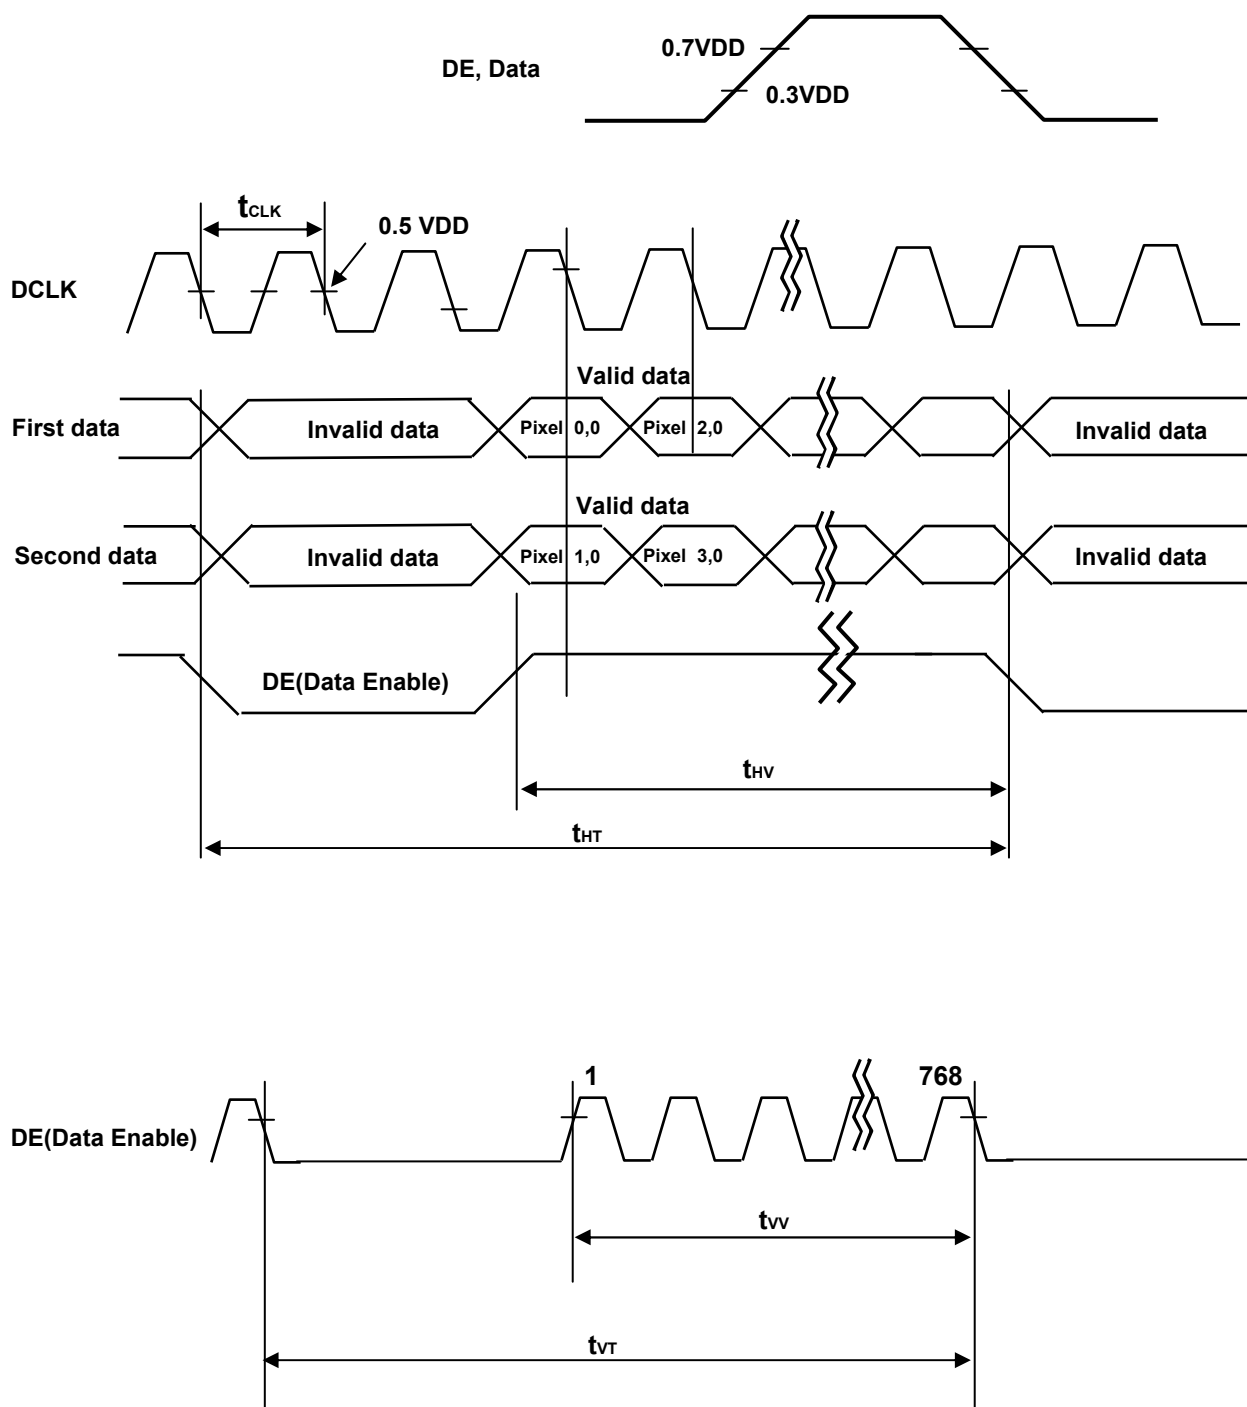 0.7VDD
DE, Data
0.3VDD
tCLK
0.5 VDD
DCLK
Valid data
First data
Invalid data
Pixel 0,0
Pixel 2,0
Invalid data
Valid data
Second data
Invalid data
Pixel 1,0
Pixel 3,0
Invalid data
DE(Data Enable)
tHV
tHT
1
768
DE(Data Enable)
tVV
tVT